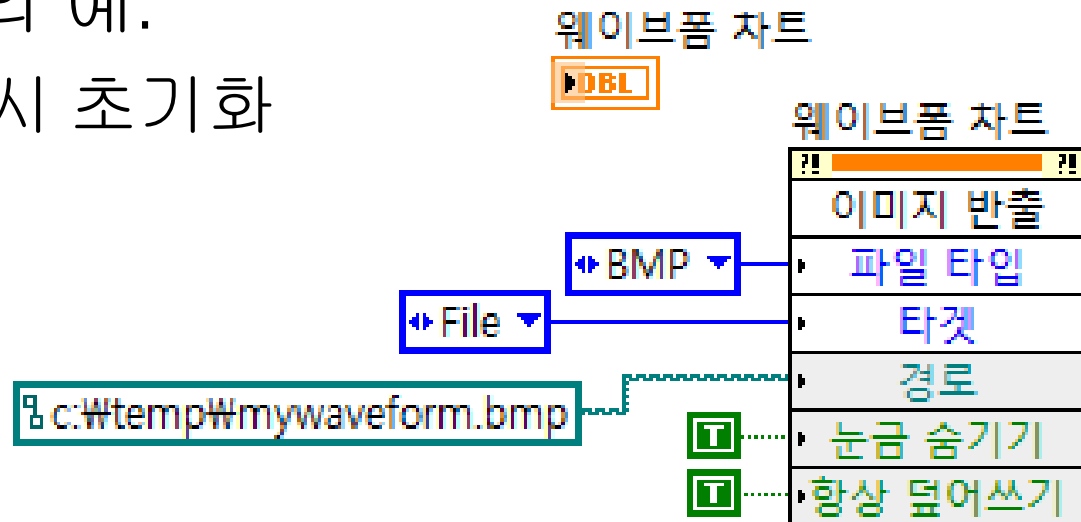 의 예:
시 초기화
웨이브폼 차트
DBL
웨이브폼 차트
?! ?!
이미지 반출
BMP 파일 타입
File 타겟
c:₩temp₩mywaveform.bmp 경로
T 눈금 숨기기
T 항상 덮어쓰기